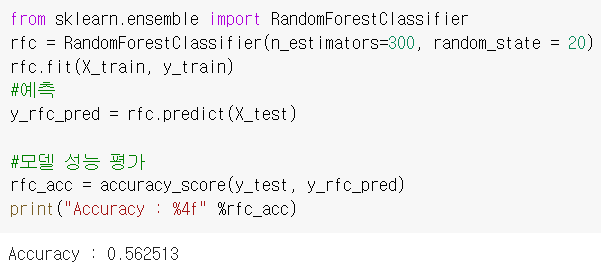 from sklearn.ensemble import RandomForestClassifier
rfc = RandomForestClassifier(n_estimators=300, random_state = 20)
rfc.fit(X_train, y_train)
#예측
y_rfc_pred = rfc.predict(X_test)
#모델 성능 평가
rfc_acc = accuracy_score(y_test, y_rfc_pred)
print("Accuracy : %4f" %rfc_acc)
Accuracy : 0.562513